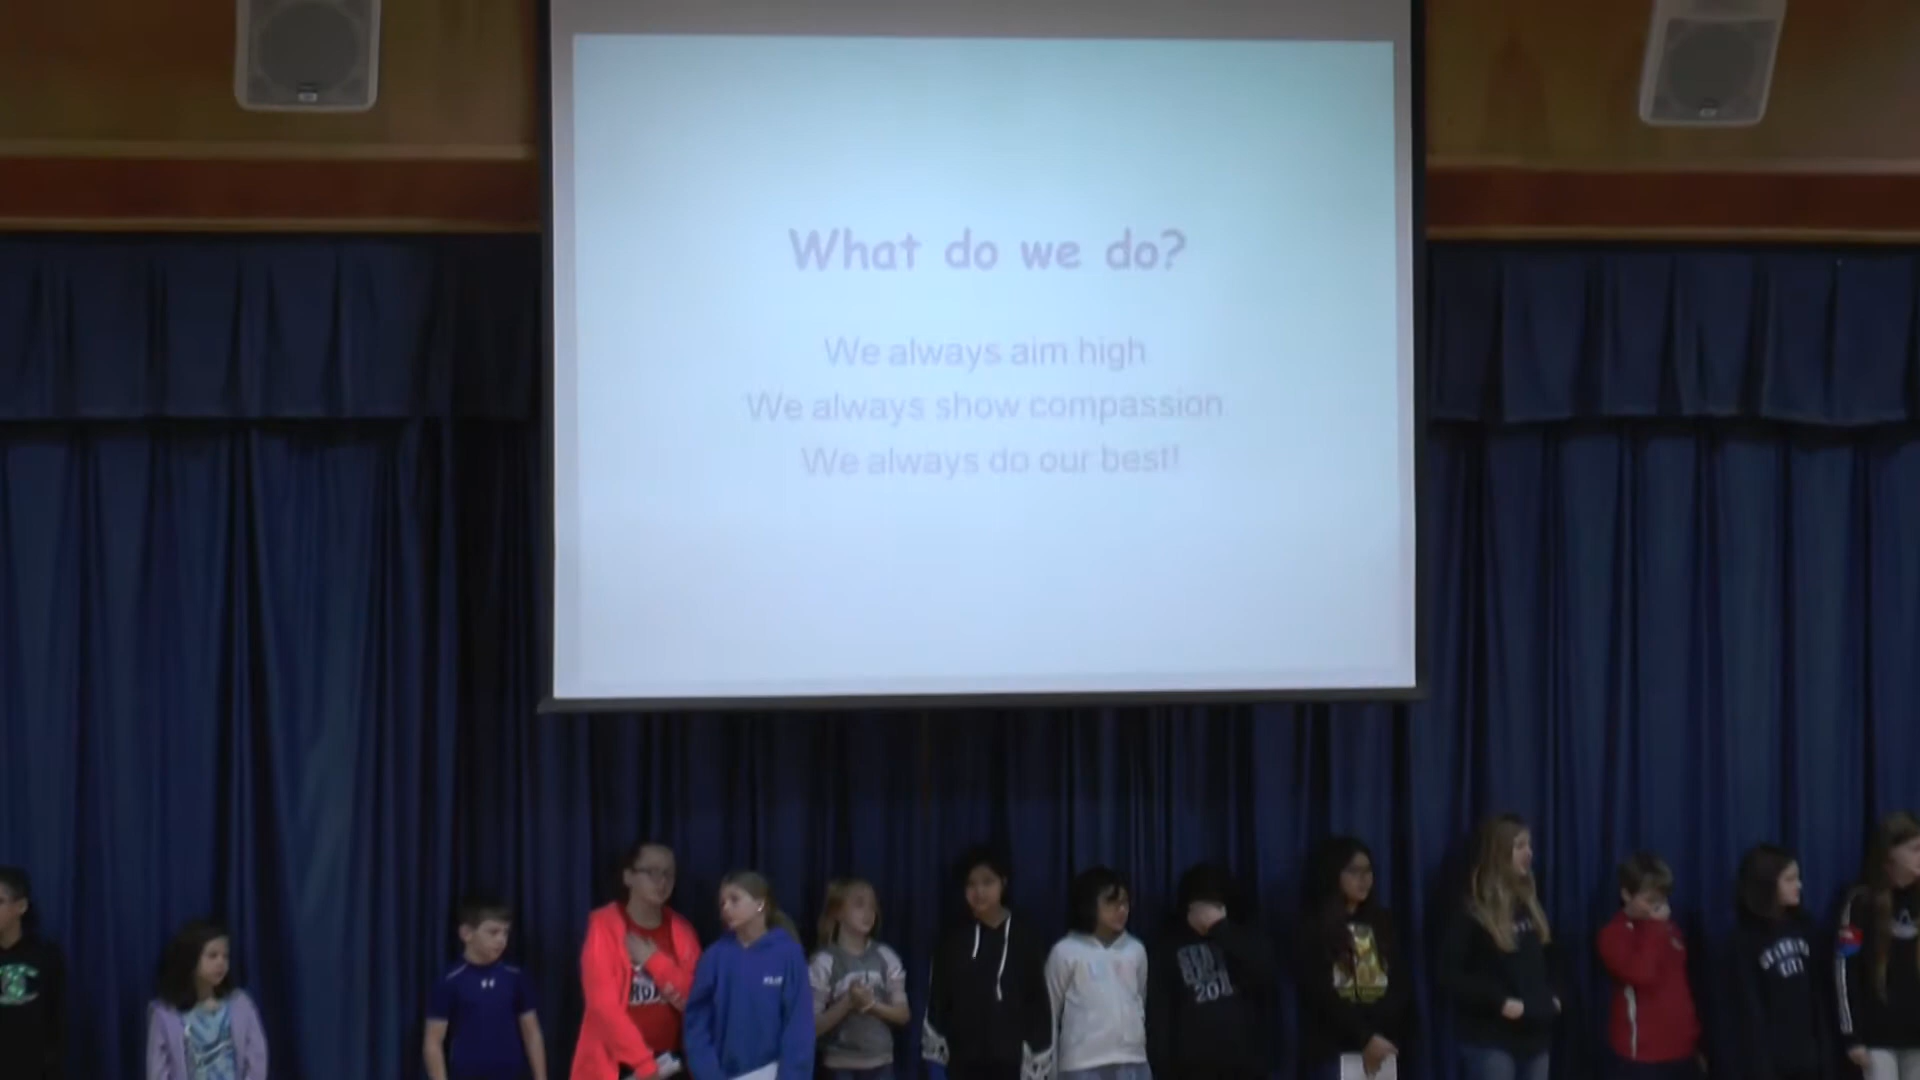 What do we do?
We always aim high
We always show compassion.
We always do our best!